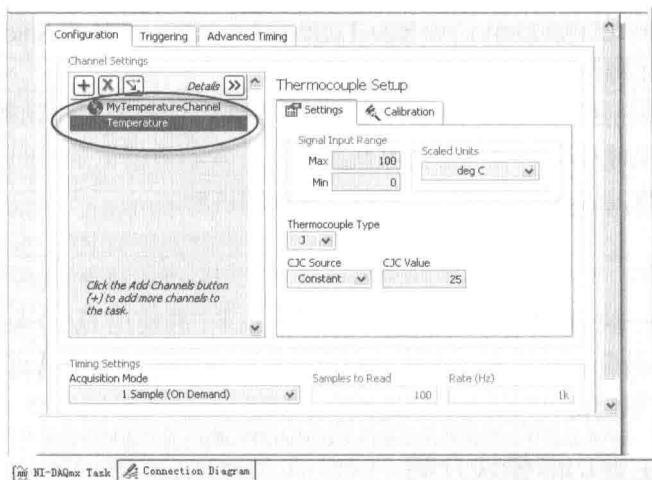 Configuration Triggering Advanced Timing
Channel Settings
Details
MyTemperatureChannel
Temperature
Click the Add Channels button
(+) to add more channels to
the task.
Thermocouple Setup
Settings Calibration
Signal Input Range
Max 100
Min 0
Scaled Units
deg C
Thermocouple Type
J
CJC Source CJC Value
Constant 25
Timing Settings
Acquisition Mode Samples to Read Rate (Hz)
1 Sample (On Demand) 100 1k
NI-DAQmx Task Connection Diagram